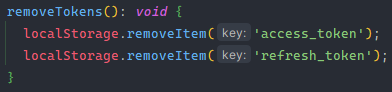 removeTokens(): void {
localStorage.removeItem( key: 'access_token');
localStorage.removeItem( key: 'refresh_token');
}